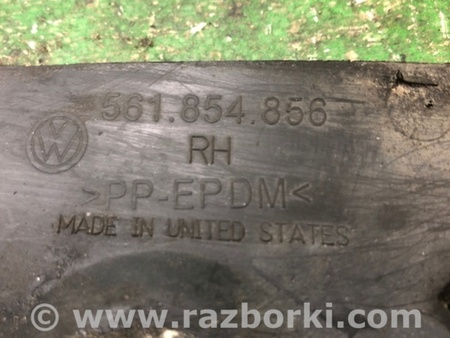 561.854.856
VW
RH
>PP-EPDM<
MADE IN UNITED STATES
www.razborki.com